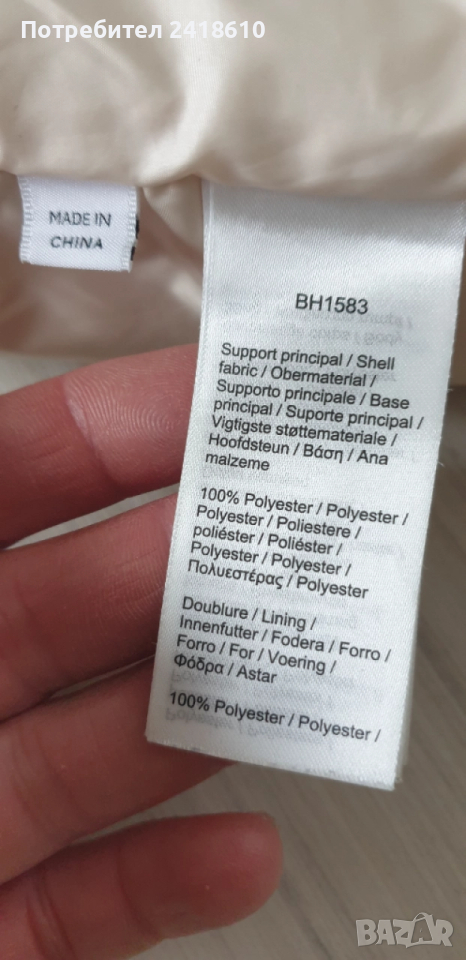 Потребител 2418610
MADE IN
CHINA
BH1583
Support principal / Shell
fabric / Obermaterial /
Supporto principale / Base
principal / Suporte principal /
Vigtigste støttemateriale /
Hoofdsteun / Βάση / Ana
malzeme
100% Polyester / Polyester /
Polyester / Poliestere /
poliéster / Poliéster /
Polyester / Polyester /
Πολυεστέρας / Polyester
Doublure / Lining /
Innenfutter / Fodera / Forro /
Forro / For / Voering /
Φόδρα / Astar
100% Polyester / Polyester /
BAZAR